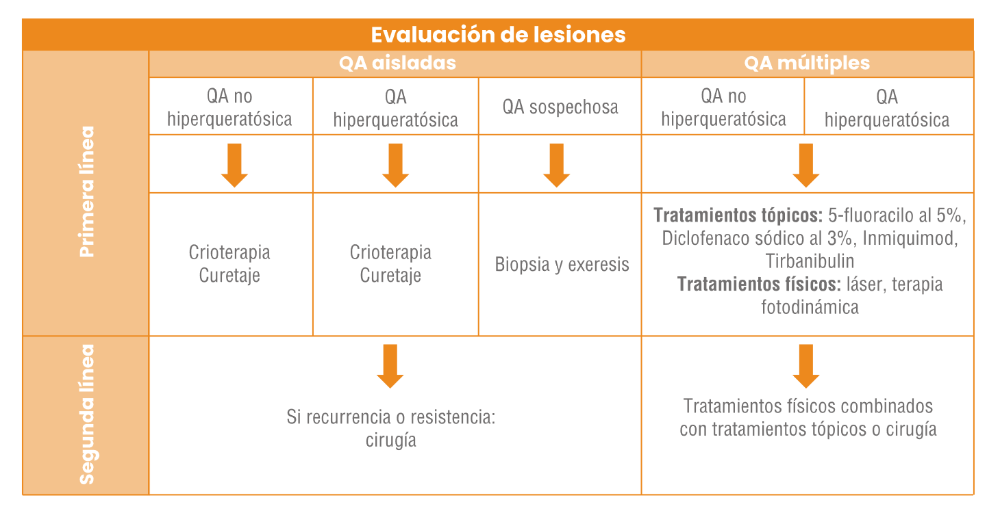 Evaluación de lesiones
Primera línea
QA aisladas
QA múltiples
QA no
hiperqueratósica
QA
hiperqueratósica
QA sospechosa
QA no
hiperqueratósica
QA
hiperqueratósica
Crioterapia
Curetaje
Crioterapia
Curetaje
Biopsia y exeresis
Tratamientos tópicos: 5-fluoracilo al 5%,
Diclofenaco sódico al 3%, Inmiquimod,
Tirbanibulin
Tratamientos físicos: láser, terapia
fotodinámica
Segunda línea
Si recurrencia o resistencia:
cirugía
Tratamientos físicos combinados
con tratamientos tópicos o cirugía